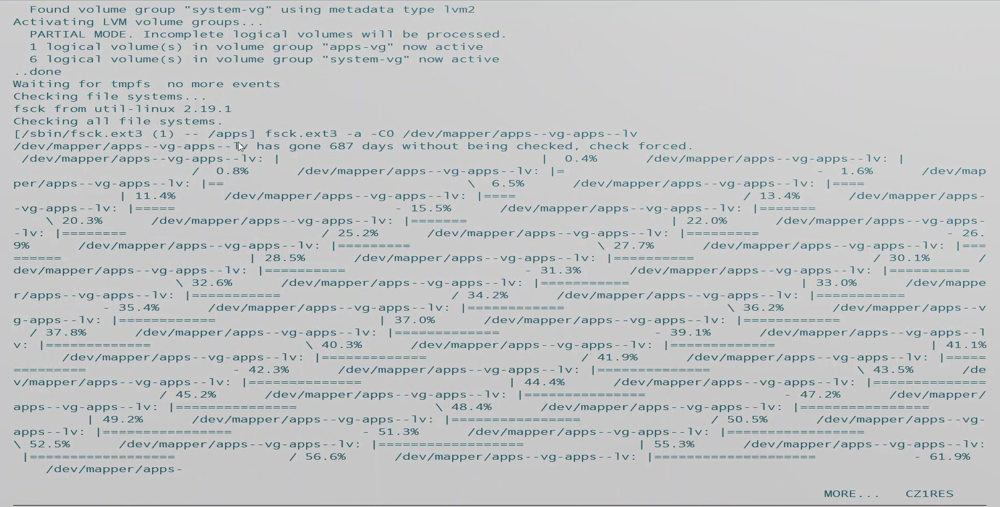 Found volume group "system-vg" using metadata type lvm2
Activating LVM volume groups...
PARTIAL MODE. Incomplete logical volumes will be processed.
1 logical volume(s) in volume group "apps-vg" now active
6 logical volume(s) in volume group "system-vg" now active
..done
Waiting for tmpfs  no more events
Checking file systems...
fsck from util-linux 2.19.1
Checking all file systems.
[/sbin/fsck.ext3 (1) -- /apps] fsck.ext3 -a -C0 /dev/mapper/apps--vg-apps--lv
/dev/mapper/apps--vg-apps--lv has gone 687 days without being checked, check forced.
/dev/mapper/apps--vg-apps--lv: | | 0.4% /dev/mapper/apps--vg-apps--lv: |
/ 0.8% /dev/mapper/apps--vg-apps--lv: |= - 1.6% /dev/map
per/apps--vg-apps--lv: |== \ 6.5% /dev/mapper/apps--vg-apps--lv: |====
| 11.4% /dev/mapper/apps--vg-apps--lv: |==== / 13.4% /dev/mapper/apps-
-vg-apps--lv: |===== - 15.5% /dev/mapper/apps--vg-apps--lv: |=======
\ 20.3% /dev/mapper/apps--vg-apps--lv: |======= | 22.0% /dev/mapper/apps--vg-apps-
-lv: |======== / 25.2% /dev/mapper/apps--vg-apps--lv: |========= - 26.
9% /dev/mapper/apps--vg-apps--lv: |========= \ 27.7% /dev/mapper/apps--vg-apps--lv: |===
====== | 28.5% /dev/mapper/apps--vg-apps--lv: |========== / 30.1% /
dev/mapper/apps--vg-apps--lv: |========== - 31.3% /dev/mapper/apps--vg-apps--lv: |==========
\ 32.6% /dev/mapper/apps--vg-apps--lv: |=========== | 33.0% /dev/mappe
r/apps--vg-apps--lv: |=========== / 34.2% /dev/mapper/apps--vg-apps--lv: |===========
- 35.4% /dev/mapper/apps--vg-apps--lv: |============ \ 36.2% /dev/mapper/apps--v
g-apps--lv: |============ | 37.0% /dev/mapper/apps--vg-apps--lv: |============
/ 37.8% /dev/mapper/apps--vg-apps--lv: |============= - 39.1% /dev/mapper/apps--vg-apps--l
v: |============= \ 40.3% /dev/mapper/apps--vg-apps--lv: |============= | 41.1%
/dev/mapper/apps--vg-apps--lv: |============= / 41.9% /dev/mapper/apps--vg-apps--lv: |=====
========= - 42.3% /dev/mapper/apps--vg-apps--lv: |============== \ 43.5% /de
v/mapper/apps--vg-apps--lv: |============== | 44.4% /dev/mapper/apps--vg-apps--lv: |==============
/ 45.2% /dev/mapper/apps--vg-apps--lv: |=============== - 47.2% /dev/mapper/
apps--vg-apps--lv: |=============== \ 48.4% /dev/mapper/apps--vg-apps--lv: |================
| 49.2% /dev/mapper/apps--vg-apps--lv: |================ / 50.5% /dev/mapper/apps--vg-
apps--lv: |================ - 51.3% /dev/mapper/apps--vg-apps--lv: |=================
\ 52.5% /dev/mapper/apps--vg-apps--lv: |================== | 55.3% /dev/mapper/apps--vg-apps--lv:
|================== / 56.6% /dev/mapper/apps--vg-apps--lv: |==================== - 61.9%
/dev/mapper/apps-
MORE... CZ1RES